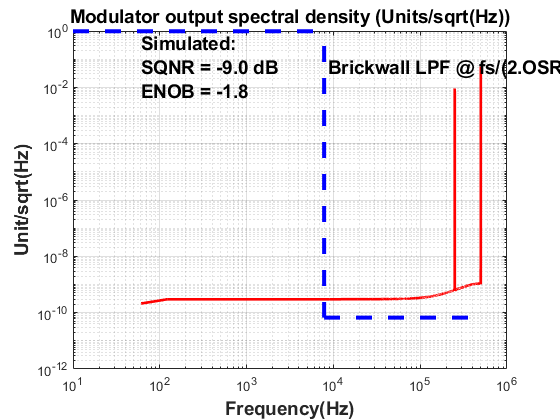 Modulator output spectral density (Units/sqrt(Hz))
10^0
Simulated:
SQNR = -9.0 dB
Brickwall LPF @ fs/(2.OSR
ENOB = -1.8
10^-2
10^-4
10^-6
10^-8
10^-10
10^-12
Unit/sqrt(Hz)
10^1
10^2
10^3
10^4
10^5
10^6
Frequency(Hz)